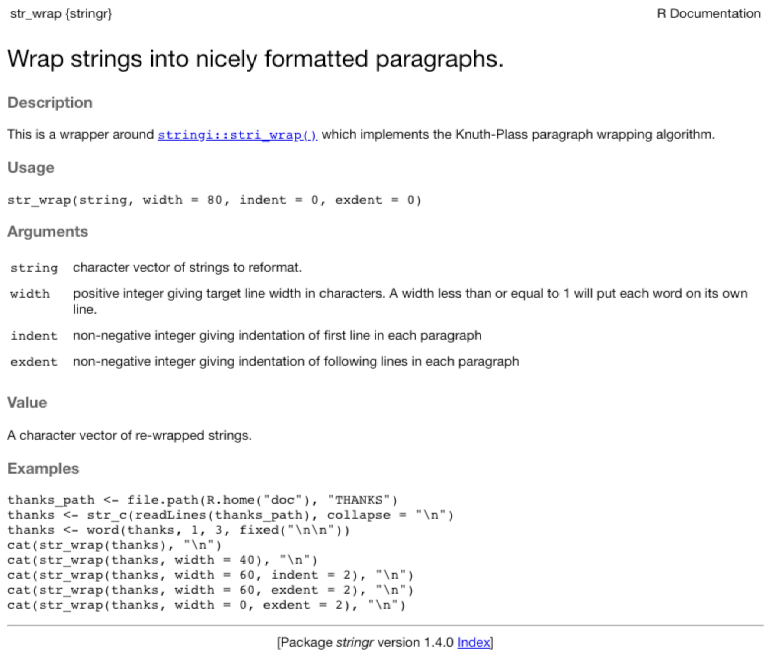 str_wrap {stringr} R Documentation
Wrap strings into nicely formatted paragraphs.
Description
This is a wrapper around stringi::stri_wrap() which implements the Knuth-Plass paragraph wrapping algorithm.
Usage
str_wrap(string, width = 80, indent = 0, exdent = 0)
Arguments
string character vector of strings to reformat.
width positive integer giving target line width in characters. A width less than or equal to 1 will put each word on its own
line.
indent non-negative integer giving indentation of first line in each paragraph
exdent non-negative integer giving indentation of following lines in each paragraph
Value
A character vector of re-wrapped strings.
Examples
thanks_path <- file.path(R.home("doc"), "THANKS")
thanks <- str_c(readLines(thanks_path), collapse = "\n")
thanks <- word(thanks, 1, 3, fixed("\n\n"))
cat(str_wrap(thanks), "\n")
cat(str_wrap(thanks, width = 40), "\n")
cat(str_wrap(thanks, width = 60, indent = 2), "\n")
cat(str_wrap(thanks, width = 60, exdent = 2), "\n")
cat(str_wrap(thanks, width = 0, exdent = 2), "\n")
[Package stringr version 1.4.0 Index]